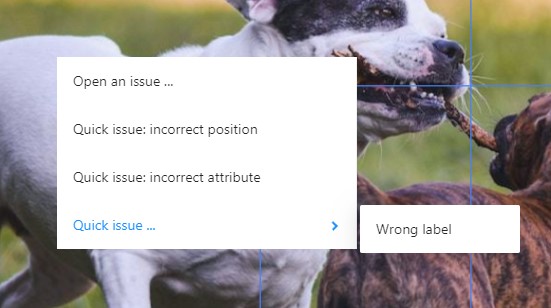 Open an issue ...
Quick issue: incorrect position
Quick issue: incorrect attribute
Quick issue ...
Wrong label